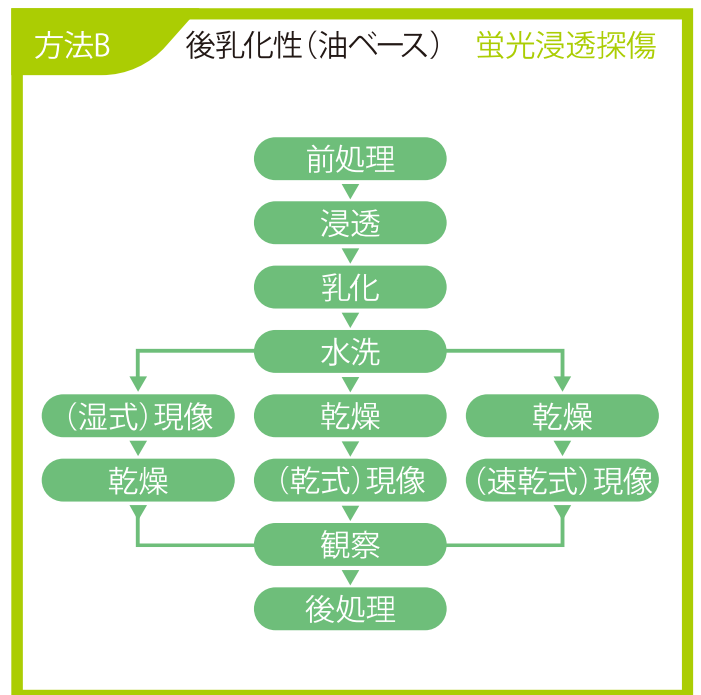 方法B 後乳化性(油ベース) 蛍光浸透探傷
前処理
浸透
乳化
水洗
(湿式)現像 乾燥 乾燥
乾燥 (乾式)現像 (速乾式)現像
観察
後処理